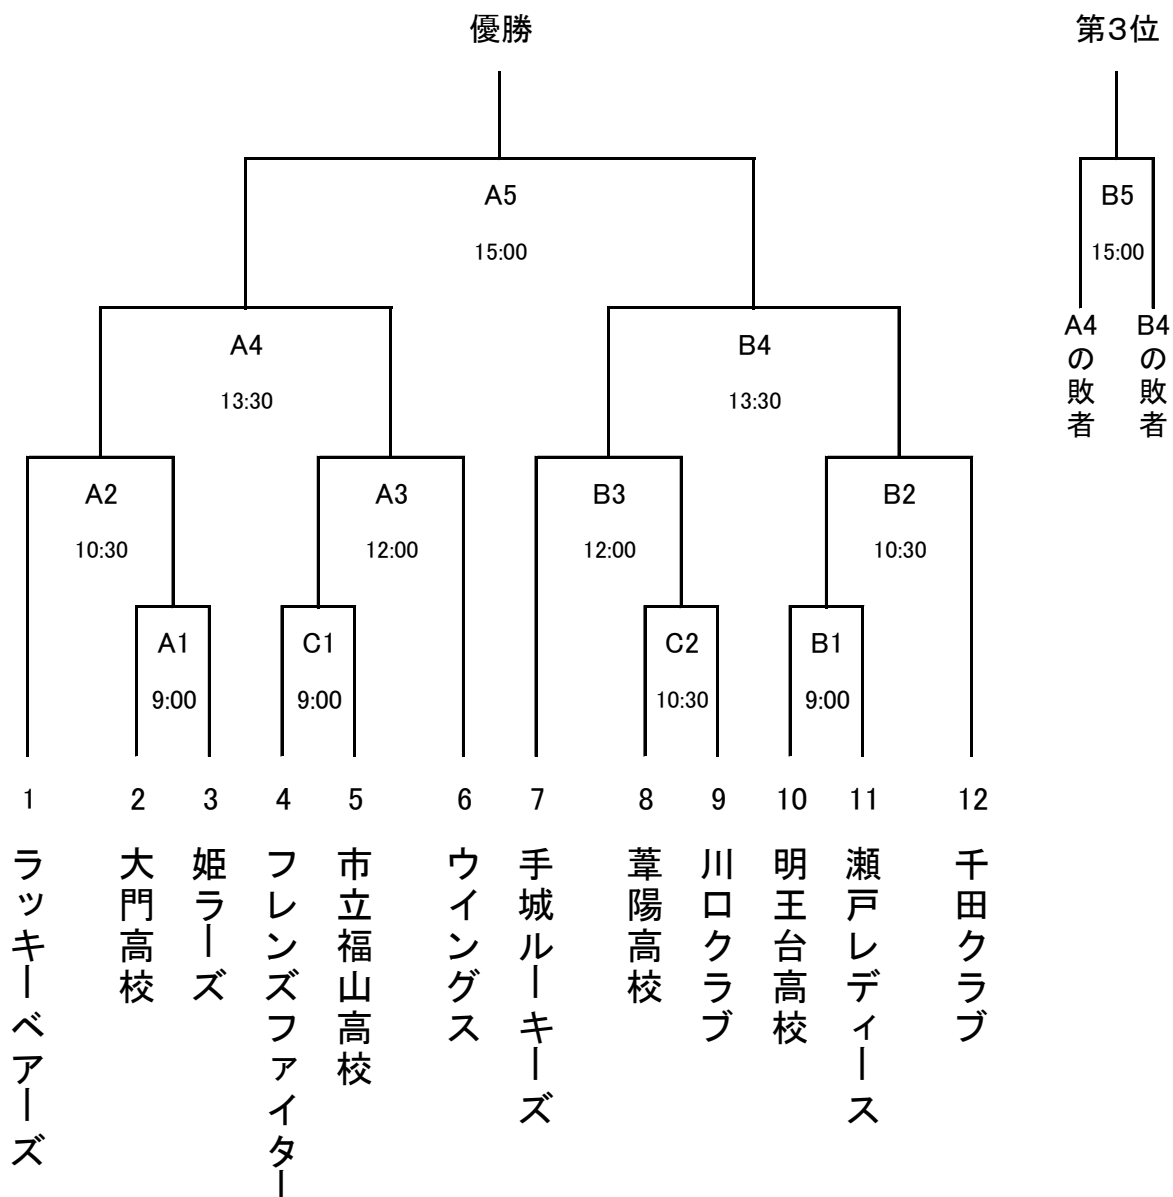 優勝
第3位
A5
B5
15:00
15:00
A4の敗者
B4の敗者
A4
B4
13:30
13:30
A2
A3
B3
B2
10:30
12:00
12:00
10:30
A1
C1
C2
B1
9:00
9:00
10:30
9:00
1
2
3
4
5
6
7
8
9
10
11
12
ラッキーベアーズ
大門高校
姫ラーズ
フレンズファイター
市立福山高校
ウイングス
手城ルーキーズ
葦陽高校
川口クラブ
明王台高校
瀬戸レディース
千田クラブ